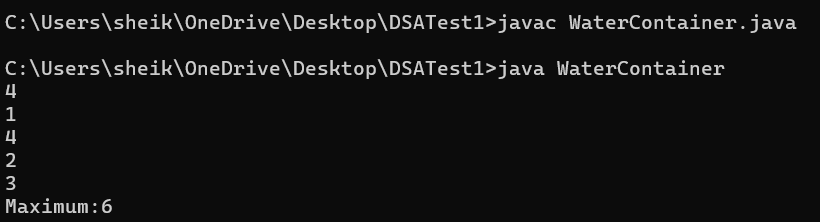 C:\Users\sheik\OneDrive\Desktop\DSATest1>javac WaterContainer.java
C:\Users\sheik\OneDrive\Desktop\DSATest1>java WaterContainer
4
1
4
2
3
Maximum:6